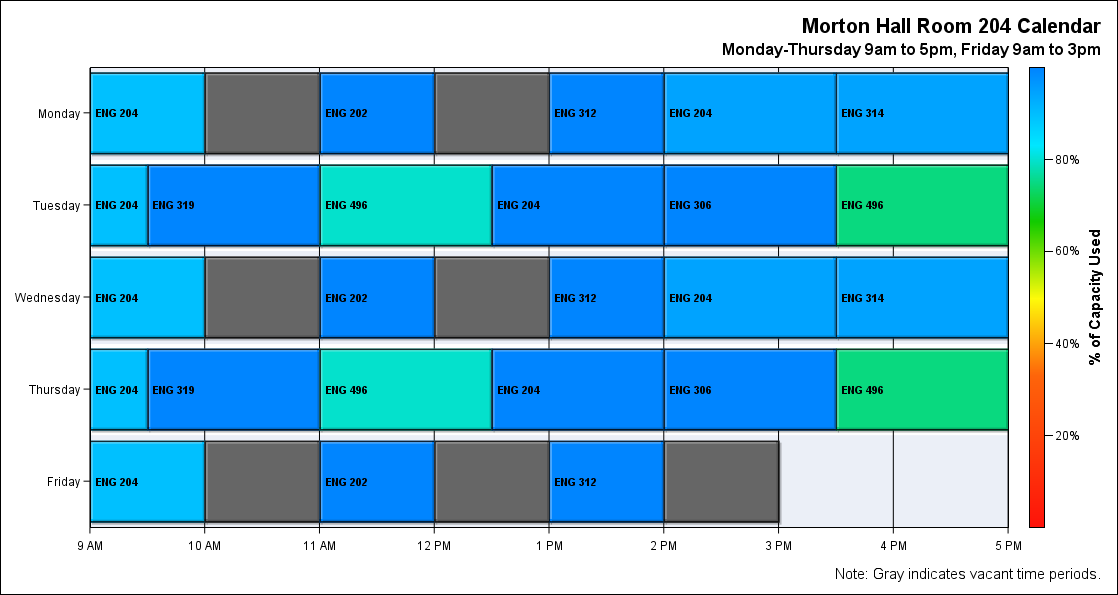 Morton Hall Room 204 Calendar
Monday-Thursday 9am to 5pm, Friday 9am to 3pm
Monday
ENG 204
ENG 202
ENG 312
ENG 204
ENG 314
Tuesday
ENG 204
ENG 319
ENG 496
ENG 204
ENG 306
ENG 496
Wednesday
ENG 204
ENG 202
ENG 312
ENG 204
ENG 314
Thursday
ENG 204
ENG 319
ENG 496
ENG 204
ENG 306
ENG 496
Friday
ENG 204
ENG 202
ENG 312
9 AM
10 AM
11 AM
12 PM
1 PM
2 PM
3 PM
4 PM
5 PM
80%
60%
40%
20%
% of Capacity Used
Note: Gray indicates vacant time periods.